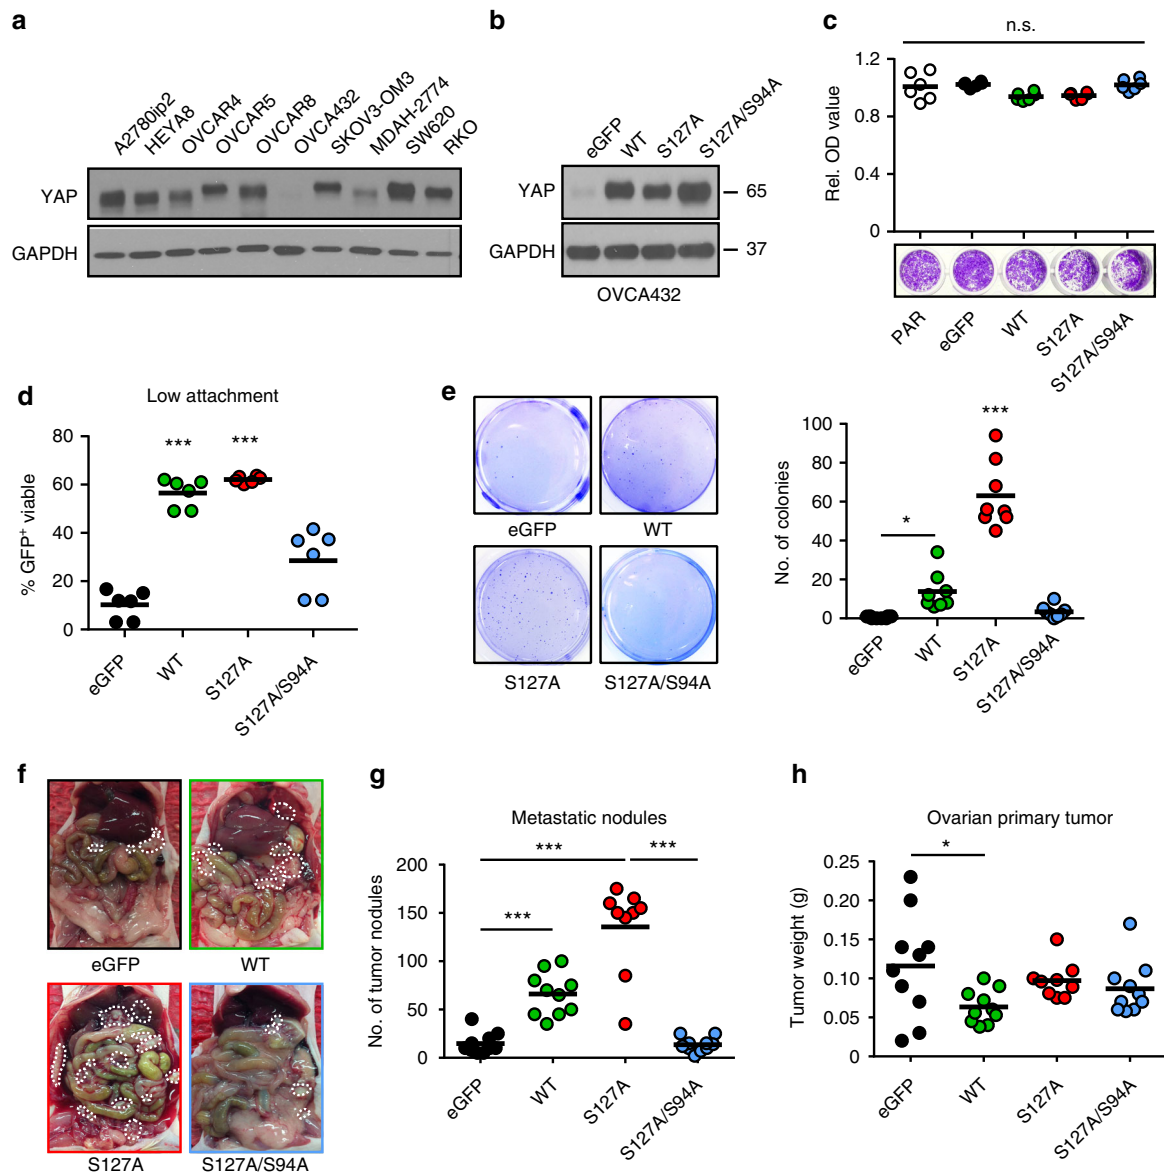 a
A2780ip2
HEYA8
OVCAR4
OVCAR5
OVCAR8
OVCA432
SKOV3-OM3
MDAH-2774
SW620
RKO
YAP
GAPDH
b
eGFP
WT
S127A
S127A/S94A
YAP
65
GAPDH
37
OVCA432
c
n.s.
Rel. OD value
1.2
0.8
0.4
0
PAR
eGFP
WT
S127A
S127A/S94A
d
Low attachment
% GFP+ viable
80
60
40
20
0
***
***
eGFP
WT
S127A
S127A/S94A
e
eGFP
WT
S127A
S127A/S94A
No. of colonies
100
80
60
40
20
0
*
***
eGFP
WT
S127A
S127A/S94A
f
eGFP
WT
S127A
S127A/S94A
g
Metastatic nodules
No. of tumor nodules
200
150
100
50
0
***
***
***
eGFP
WT
S127A
S127A/S94A
h
Ovarian primary tumor
Tumor weight (g)
0.25
0.20
0.15
0.10
0.05
0
*
eGFP
WT
S127A
S127A/S94A